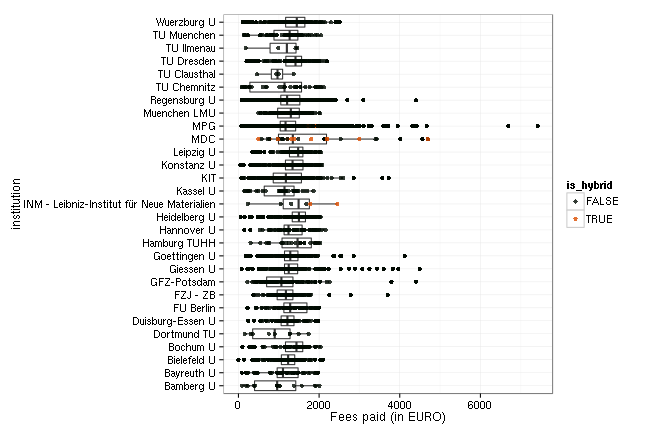 Wuerzburg U
TU Muenchen
TU Ilmenau
TU Dresden
TU Clausthal
TU Chemnitz
Regensburg U
Muenchen LMU
MPG
MDC
Leipzig U
Konstanz U
KIT
Kassel U
INM - Leibniz-Institut für Neue Materialien
Heidelberg U
Hannover U
Hamburg TUHH
Goettingen U
Giessen U
GFZ-Potsdam
FZJ - ZB
FU Berlin
Duisburg-Essen U
Dortmund TU
Bochum U
Bielefeld U
Bayreuth U
Bamberg U
institution
0 2000 4000 6000
Fees paid (in EURO)
is_hybrid
FALSE
TRUE